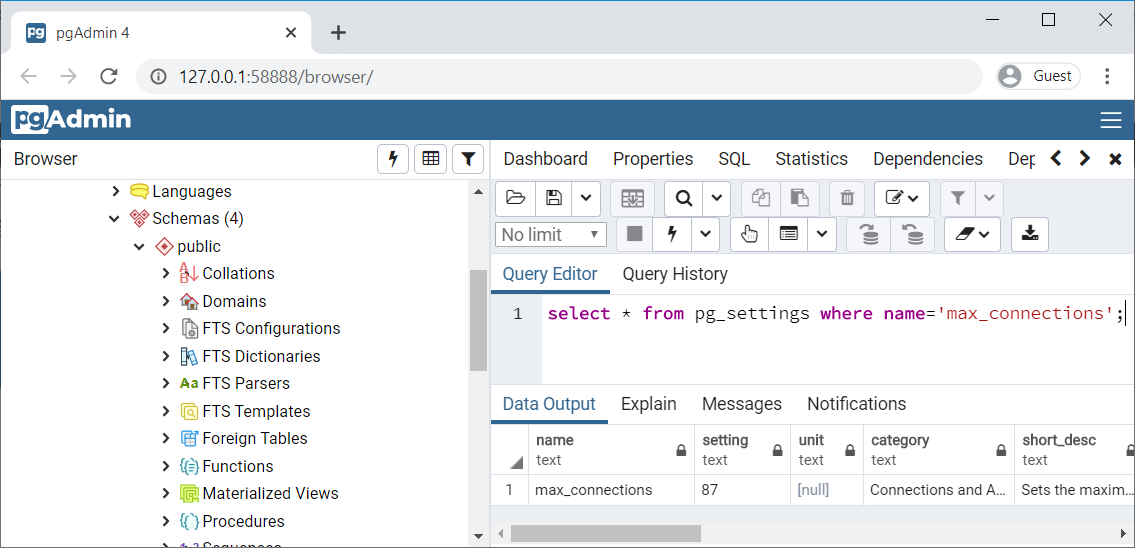 pgAdmin 4
127.0.0.1:58888/browser/
Guest
pgAdmin
Browser
Dashboard Properties SQL Statistics Dependencies Dep
Languages
Schemas (4)
public
Collations
Domains
FTS Configurations
FTS Dictionaries
Aa FTS Parsers
FTS Templates
Foreign Tables
Functions
Materialized Views
Procedures
Sequences
No limit
Query Editor Query History
1 select * from pg_settings where name='max_connections';
Data Output Explain Messages Notifications
name setting unit category short_desc
text text text text text
1 max_connections 87 [null] Connections and A... Sets the maxim...